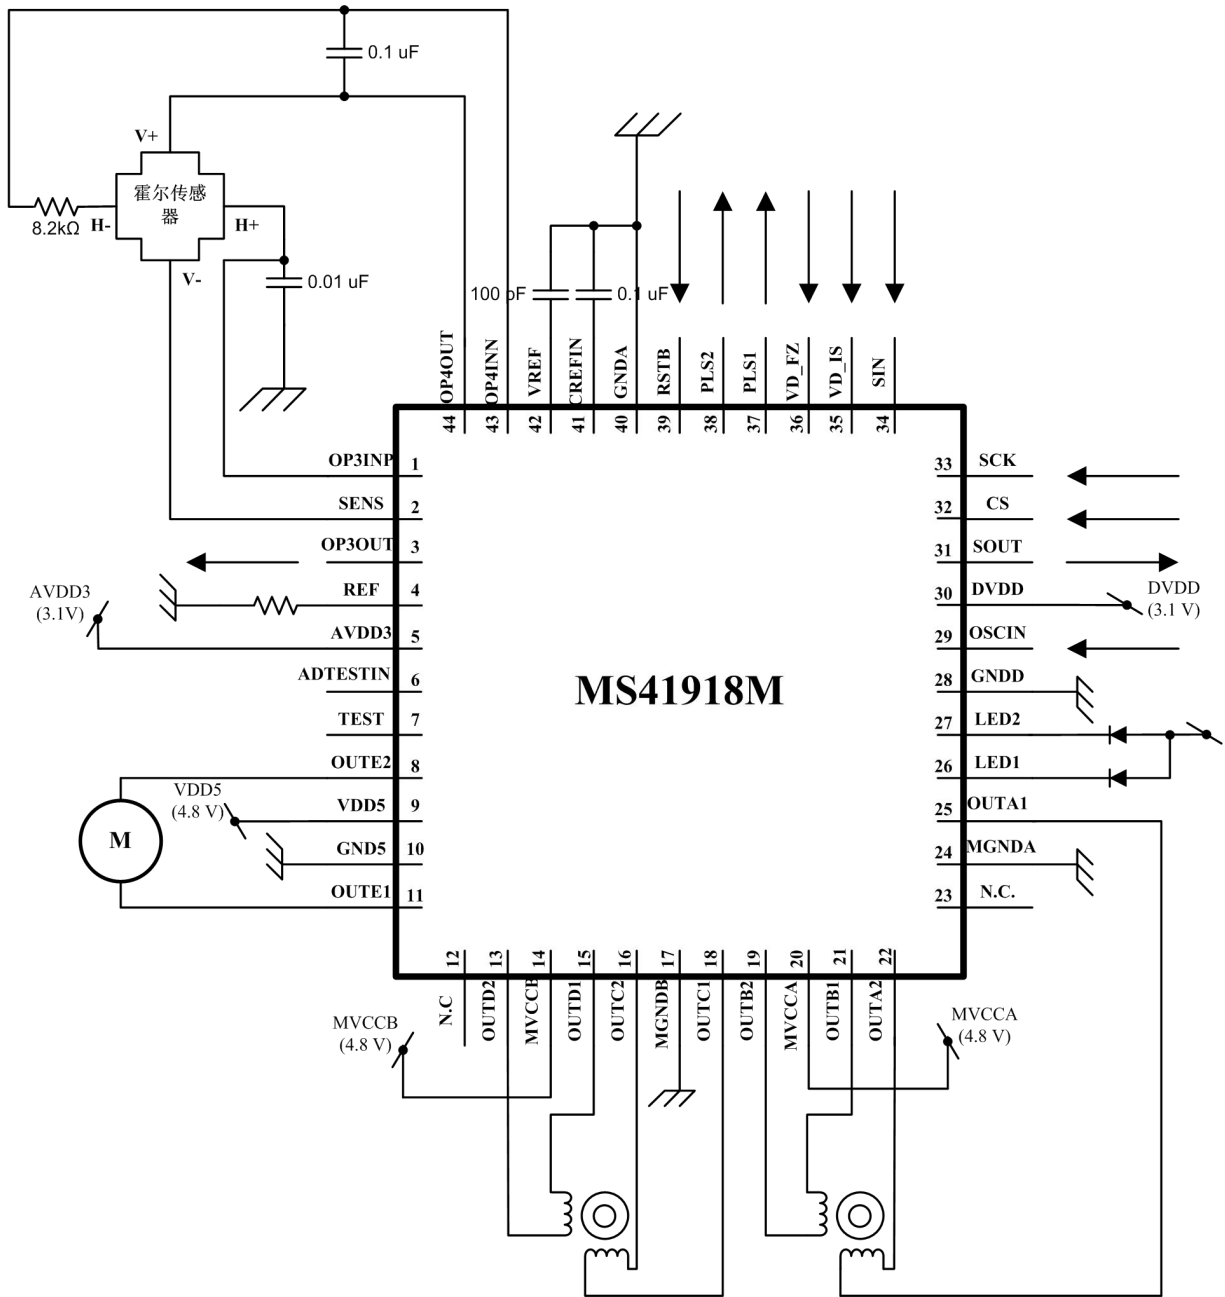 0.1 uF
V+
霍尔传感
器
8.2kΩ
H-
H+
V-
0.01 uF
100 pF
0.1 uF
OP4OUT
OP4INN
VREF
CREFIN
GNDA
RSTB
PLS2
PLS1
VD_FZ
VD_IS
SIN
44
43
42
41
40
39
38
37
36
35
34
OP3INP 1
SENS 2
OP3OUT 3
REF 4
AVDD3
(3.1V)
AVDD3 5
ADTESTIN 6
TEST 7
OUTE2 8
VDD5
(4.8 V)
VDD5 9
M
GND5 10
OUTE1 11
MS41918M
33 SCK
32 CS
31 SOUT
30 DVDD
DVDD
(3.1 V)
29 OSCIN
28 GNDD
27 LED2
26 LED1
25 OUTA1
24 MGNDA
23 N.C.
12
13
14
15
16
17
18
19
20
21
22
N.C
OUTD2
MVCCB
OUTD1
OUTC2
MGNDB
OUTC1
OUTB2
MVCCA
OUTB1
OUTA2
MVCCB
(4.8 V)
MVCCA
(4.8 V)